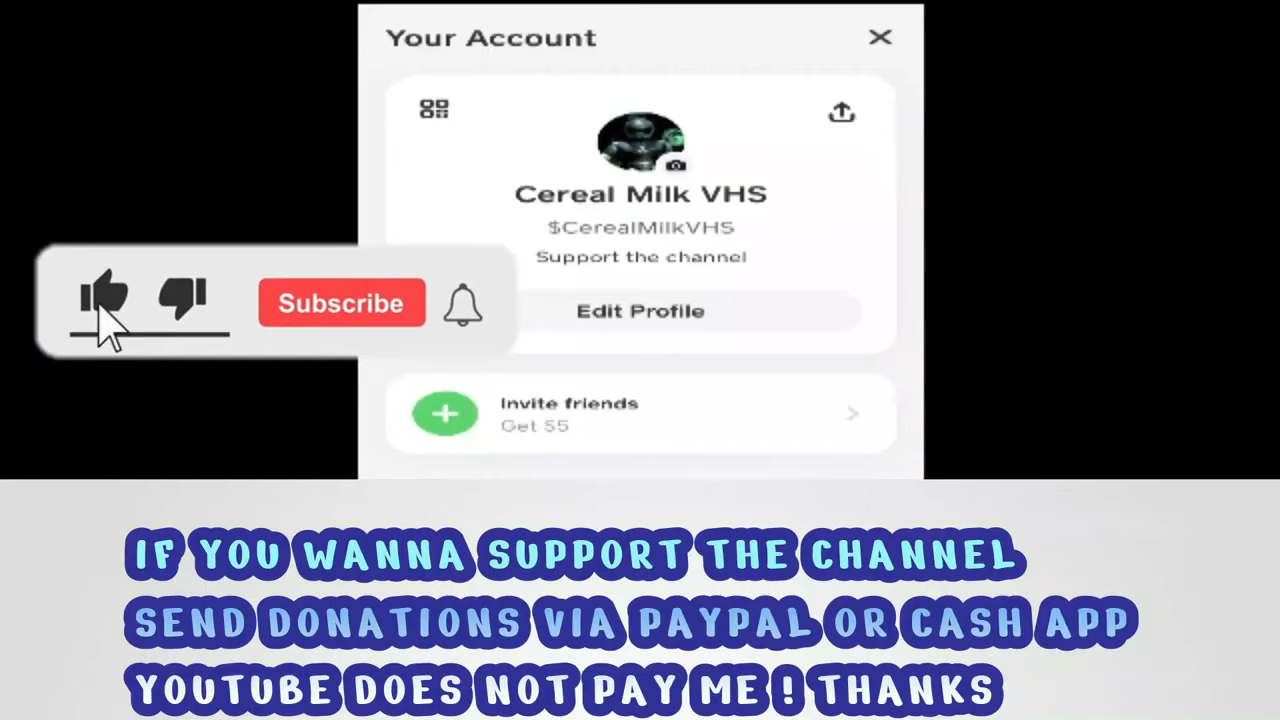 Your Account
Cereal Milk VHS
$CerealMilkVHS
Support the channel
Subscribe
Edit Profile
Invite friends
Get $5
IF YOU WANNA SUPPORT THE CHANNEL
SEND DONATIONS VIA PAYPAL OR CASH APP
YOUTUBE DOES NOT PAY ME! THANKS